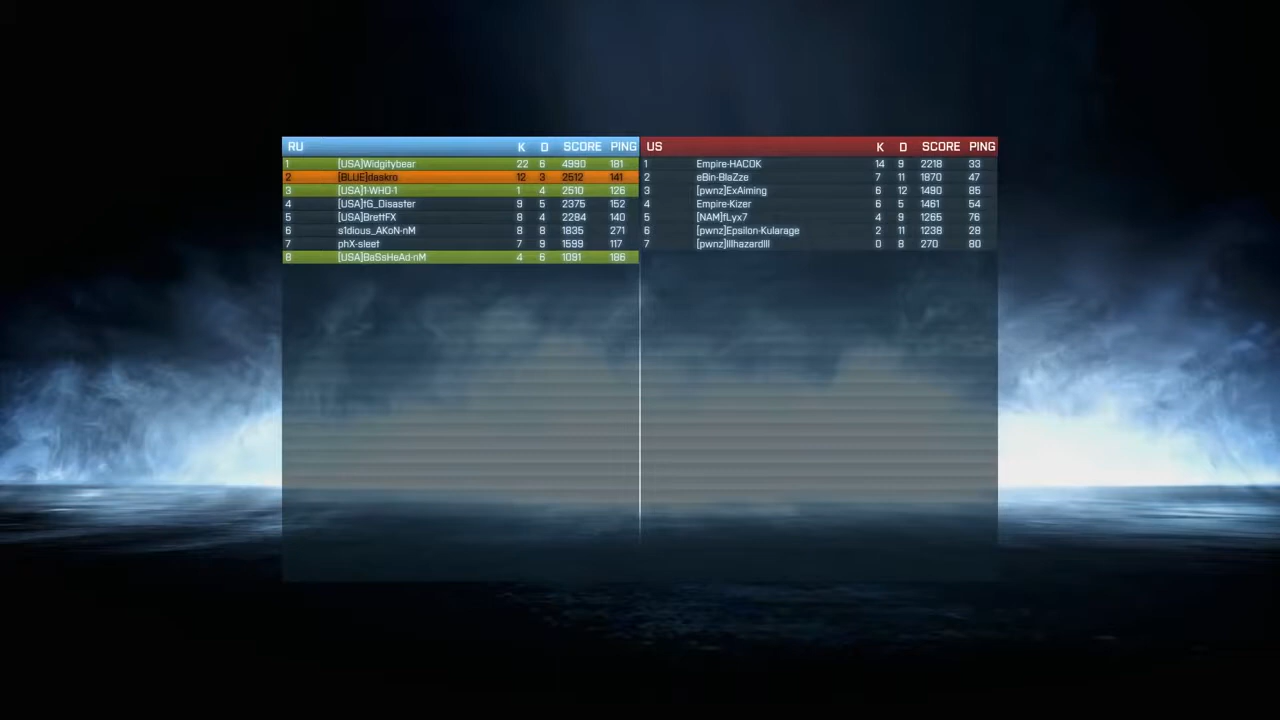 RU K D SCORE PING
1 [USA]Widgitybear 22 6 4990 181
2 [BLUE]daskro 12 3 2512 141
3 [USA]1-WHO-1 1 4 2510 126
4 [USA]tG_Disaster 9 5 2375 152
5 [USA]BrettFX 8 4 2284 140
6 s1dious_AKoN-nM 8 8 1835 271
7 phX-sleet 7 9 1599 117
8 [USA]BaSsHeAd-nM 4 6 1091 186
US K D SCORE PING
1 Empire-HACOK 14 9 2218 33
2 eBin-BlaZze 7 11 1870 47
3 [pwnz]ExAiming 6 12 1490 85
4 Empire-Kizer 6 5 1461 54
5 [NAM]fLyx7 4 9 1265 76
6 [pwnz]Epsilon-Kularage 2 11 1238 28
7 0 8 270 80